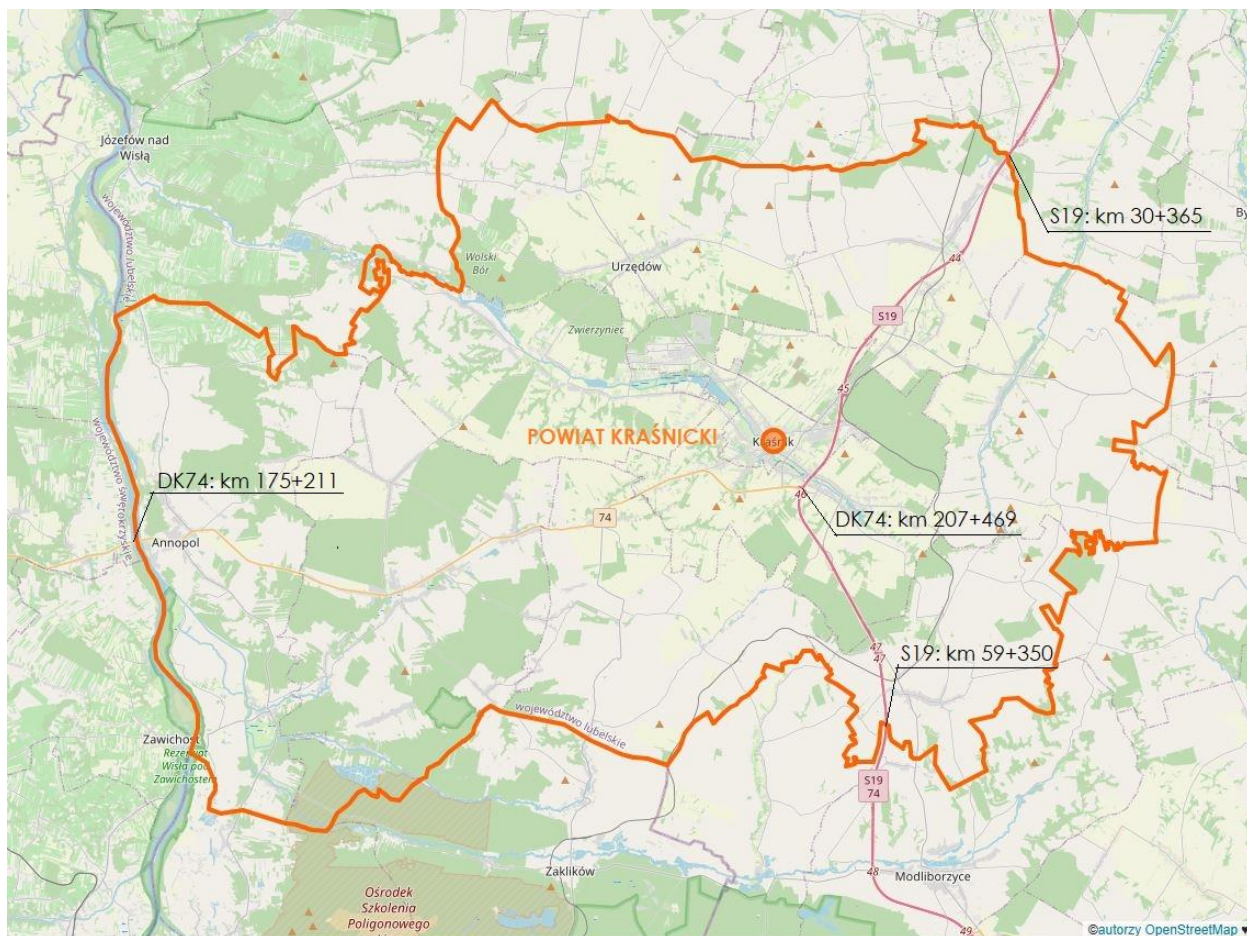 Józefów nad
Wisłą
województwo lubelskie
S19: km 30+365
By
Wolski
Bór
Urzędów
44
S19
Zwierzyniec
45
województwo świętokrzyskie
POWIAT KRAŚNICKI
Kraśnik
DK74: km 175+211
46
74
DK74: km 207+469
Annopol
47
47
S19: km 59+350
województwo lubelskie
Zawichost
Rezerwat
Wisła pod
Zawichostem
S19
74
Zaklików
48
Modliborzyce
Ośrodek
Szkolenia
Poligonowego
49
©autorzy OpenStreetMap ♥